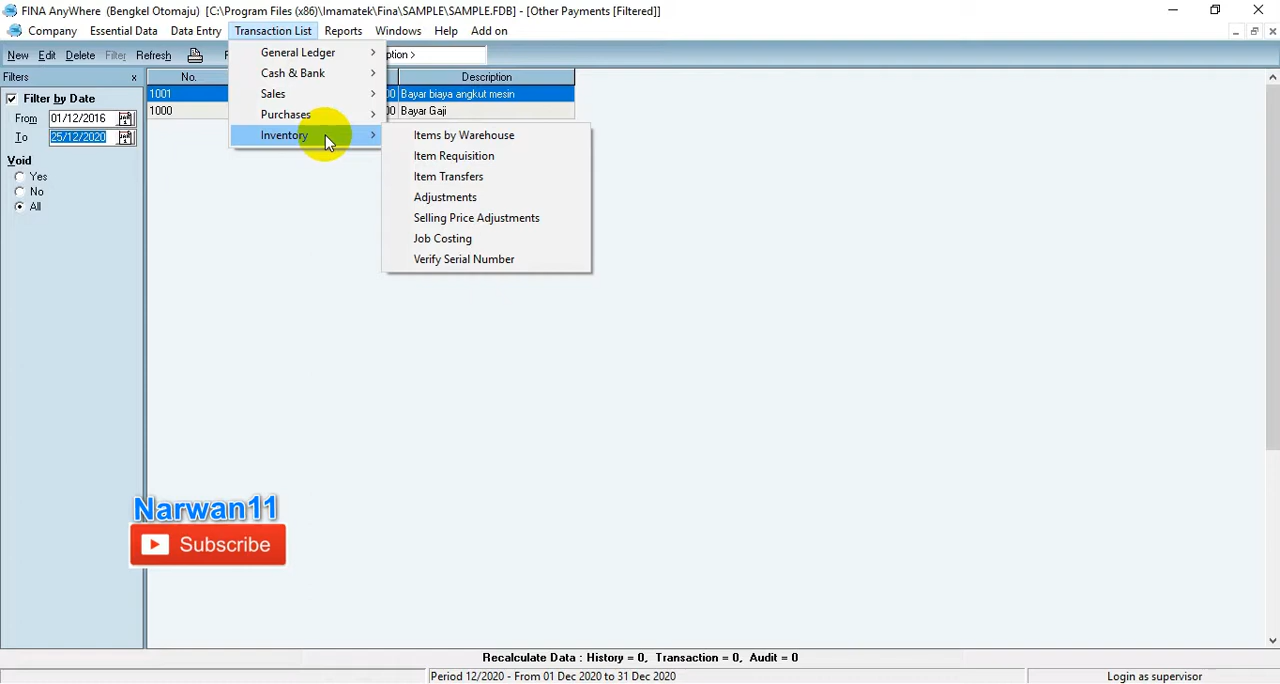 FINA AnyWhere (Bengkel Otomaju) [C:\Program Files (x86)\Imamatek\Fina\SAMPLE\SAMPLE.FDB] - [Other Payments [Filtered]]
Company Essential Data Data Entry Transaction List Reports Windows Help Add on
New Edit Delete Filter Refresh ption >
Filters x
Filter by Date
From 01/12/2016
To 25/12/2020
Void
Yes
No
All
No. Description
1001 00 Bayar biaya angkut mesin
1000 00 Bayar Gaji
General Ledger
Cash & Bank
Sales
Purchases
Inventory
Items by Warehouse
Item Requisition
Item Transfers
Adjustments
Selling Price Adjustments
Job Costing
Verify Serial Number
Narwan11
Subscribe
Recalculate Data : History = 0, Transaction = 0, Audit = 0
Period 12/2020 - From 01 Dec 2020 to 31 Dec 2020
Login as supervisor